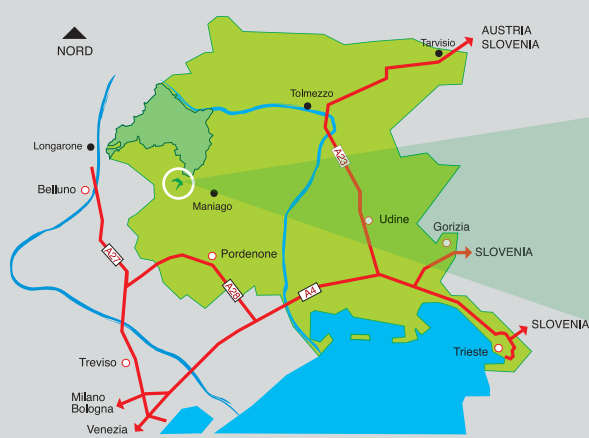 NORD
AUSTRIA
SLOVENIA
Tarvisio
Tolmezzo
Longarone
Belluno
Maniago
A23
Udine
Gorizia
SLOVENIA
Pordenone
A27
A28
A4
SLOVENIA
Trieste
Treviso
Milano
Bologna
Venezia